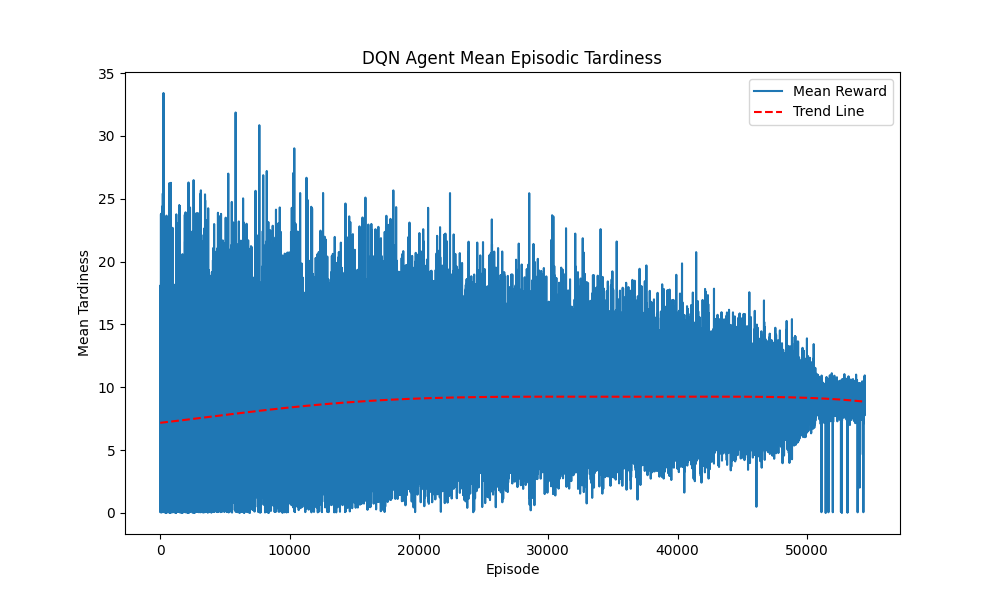 DQN Agent Mean Episodic Tardiness
Mean Reward
Trend Line
Mean Tardiness
35
30
25
20
15
10
5
0
0 10000 20000 30000 40000 50000
Episode